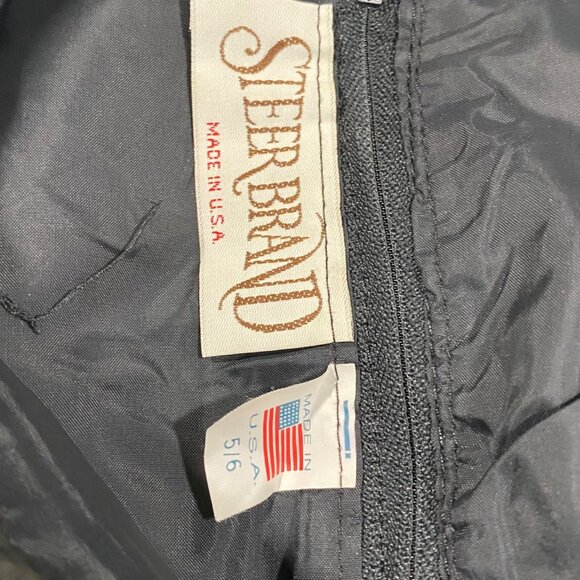 STEER BRAND
MADE IN U.S.A.
MADE IN
U.S.A.
5/6